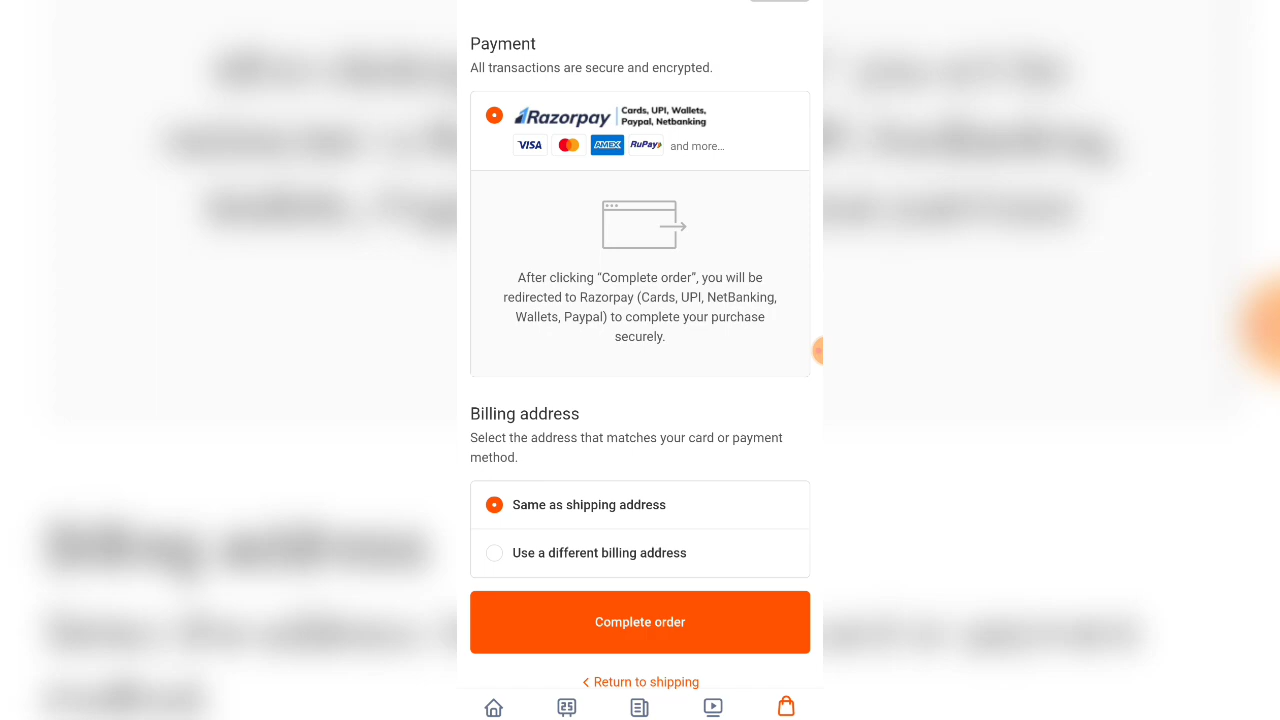 Payment
All transactions are secure and encrypted.
Razorpay
Cards, UPI, Wallets,
Paypal, Netbanking
VISA
AMEX
RuPay
and more...
After clicking “Complete order”, you will be
redirected to Razorpay (Cards, UPI, NetBanking,
Wallets, Paypal) to complete your purchase
securely.
Billing address
Select the address that matches your card or payment
method.
Same as shipping address
Use a different billing address
Complete order
Return to shipping
25